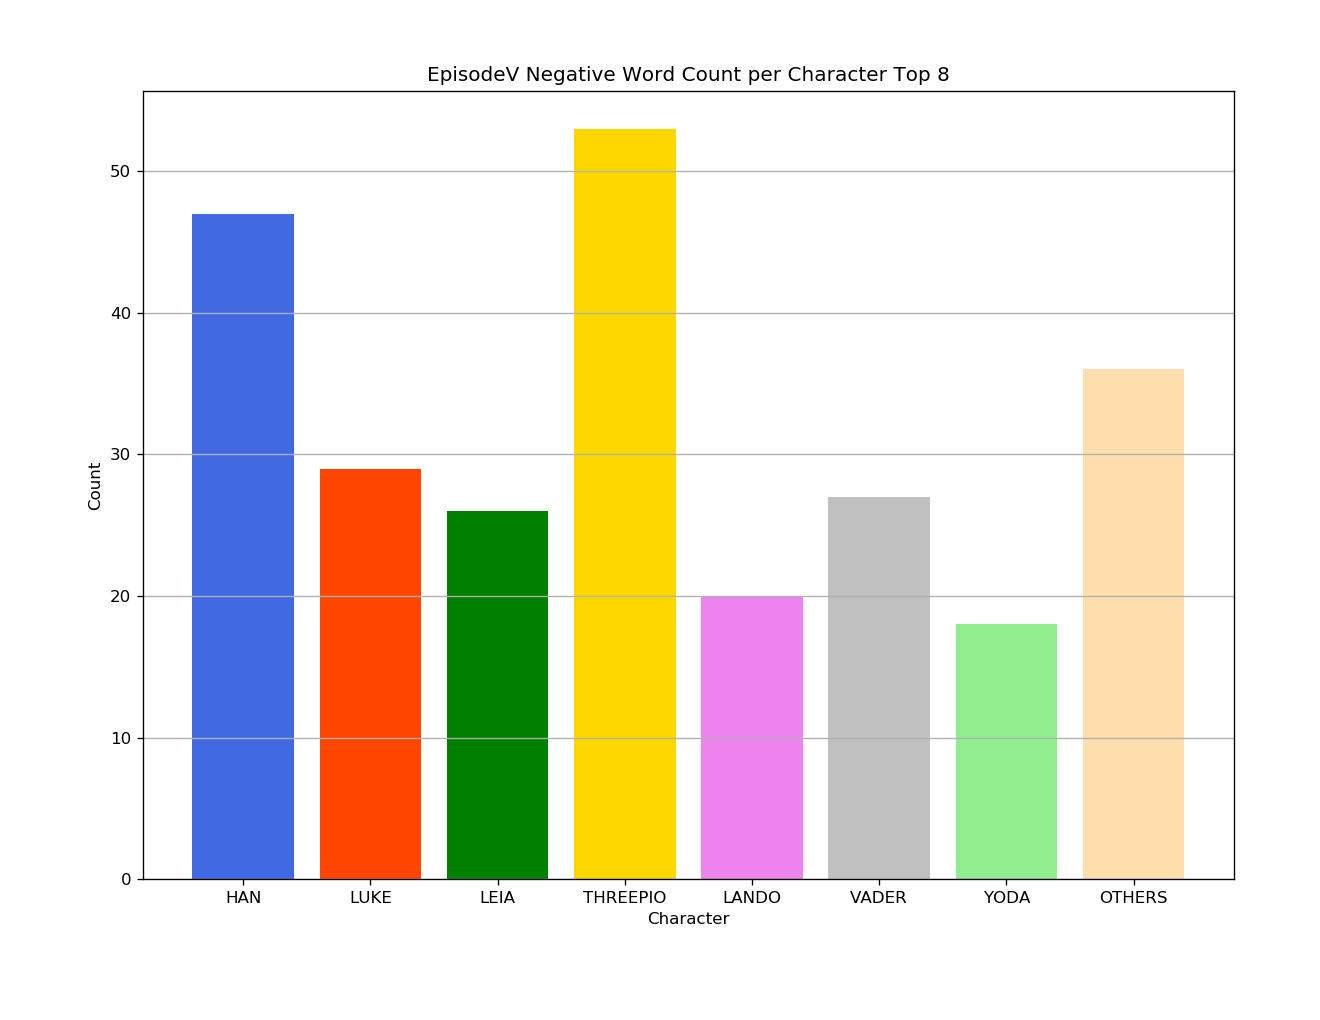 EpisodeV Negative Word Count per Character Top 8
50
40
30
20
10
0
Count
HAN LUKE LEIA THREEPIO LANDO VADER YODA OTHERS
Character